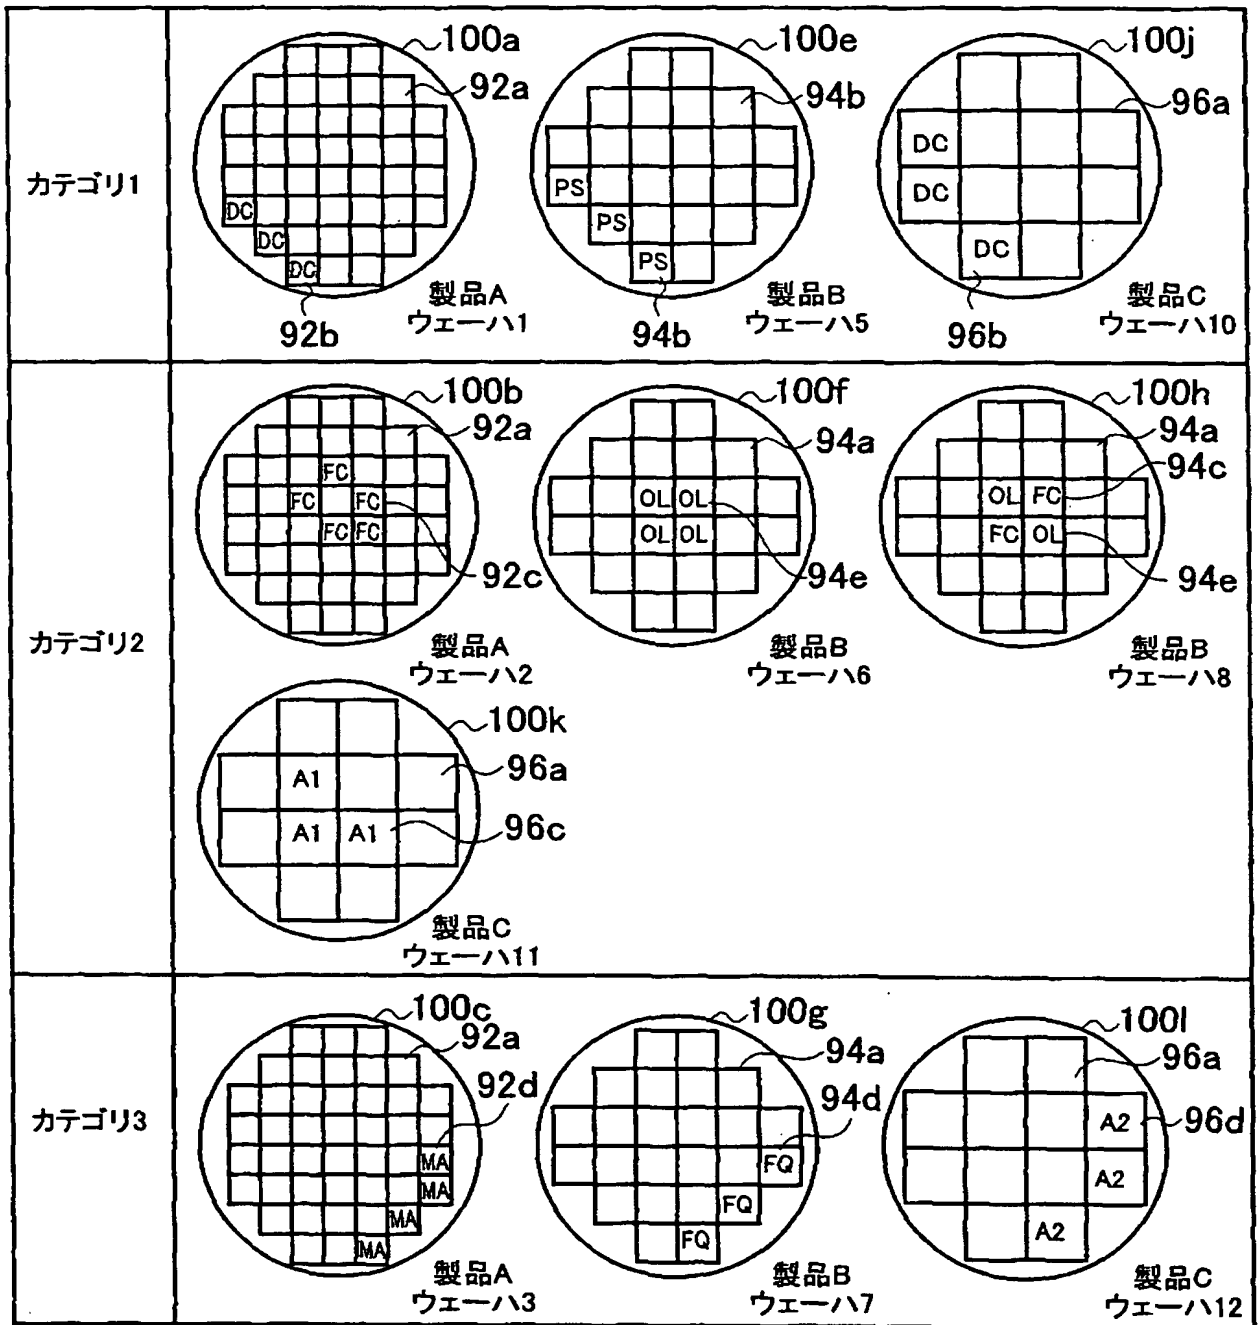 カテゴリ1
100a
92a
DC
DC
DC
92b
製品A
ウェーハ1
100e
94b
PS
PS
PS
94b
製品B
ウェーハ5
100j
96a
DC
DC
DC
96b
製品C
ウェーハ10
カテゴリ2
100b
92a
FC
FC FC
FC FC
92c
製品A
ウェーハ2
100f
94a
OL OL
OL OL
94e
製品B
ウェーハ6
100h
94a
94c
OL FC
FC OL
94e
製品B
ウェーハ8
100k
96a
A1
A1 A1
96c
製品C
ウェーハ11
カテゴリ3
100c
92a
92d
MA
MA
MA
MA
製品A
ウェーハ3
100g
94a
94d
FQ
FQ
FQ
製品B
ウェーハ7
100l
96a
A2
96d
A2
A2
製品C
ウェーハ12